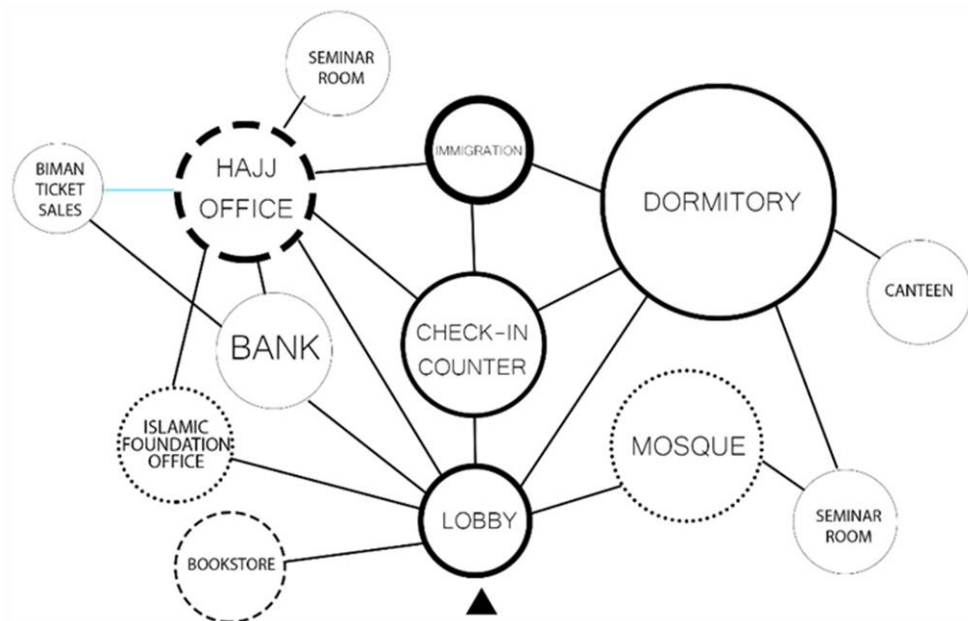 SEMINAR
ROOM
IMMIGRATION
HAJJ
OFFICE
BIMAN
TICKET
SALES
DORMITORY
CANTEEN
CHECK-IN
COUNTER
BANK
ISLAMIC
FOUNDATION
OFFICE
MOSQUE
LOBBY
SEMINAR
ROOM
BOOKSTORE